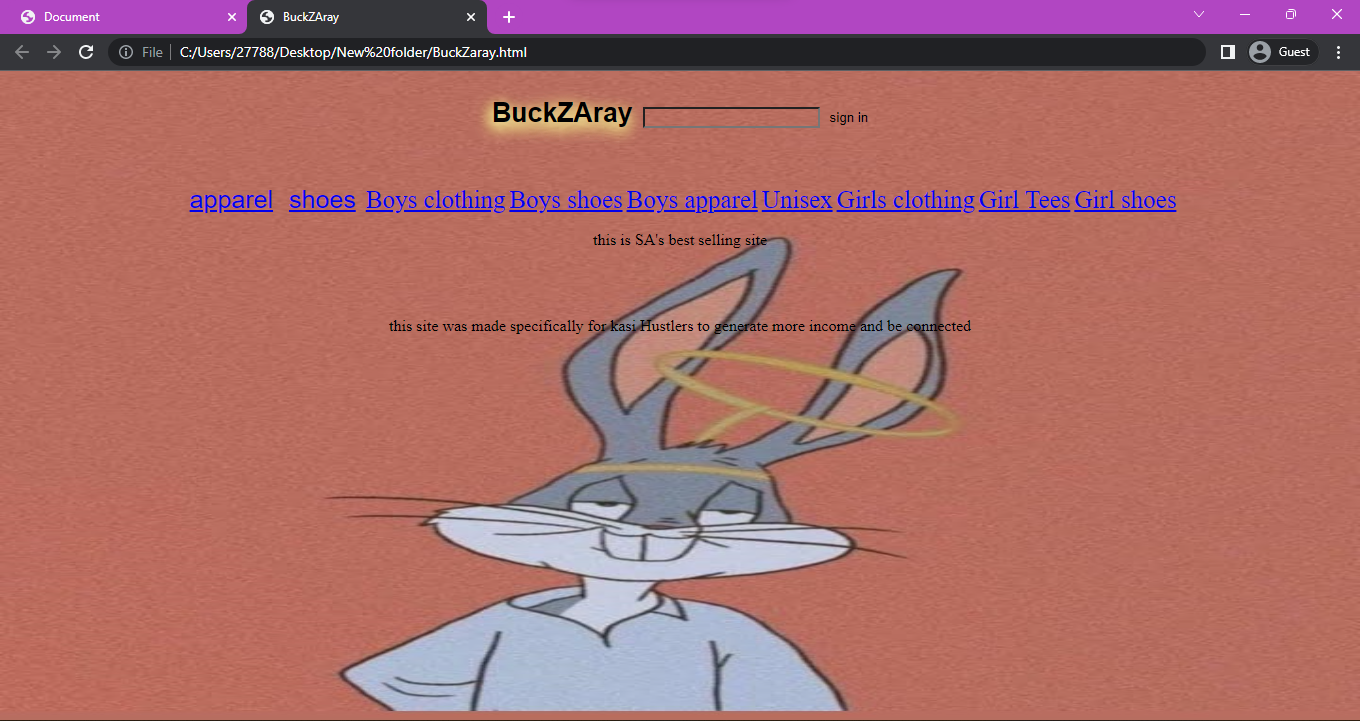 Document
BuckZAray
File
C:/Users/27788/Desktop/New%20folder/BuckZaray.html
Guest
BuckZAray
sign in
apparel shoes Boys clothing Boys shoes Boys apparel Unisex Girls clothing Girl Tees Girl shoes
this is SA's best selling site
this site was made specifically for kasi Hustlers to generate more income and be connected